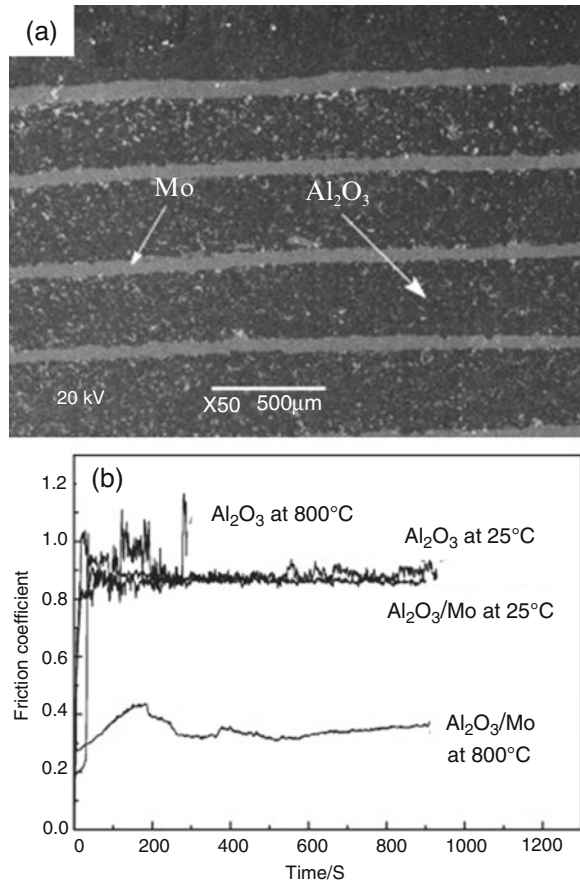 (a)
Mo
Al₂O₃
20 kV
X50 500μm
(b)
Friction coefficient
1.2
1.0
0.8
0.6
0.4
0.2
0.0
Al₂O₃ at 800°C
Al₂O₃ at 25°C
Al₂O₃/Mo at 25°C
Al₂O₃/Mo
at 800°C
0 200 400 600 800 1000 1200
Time/S